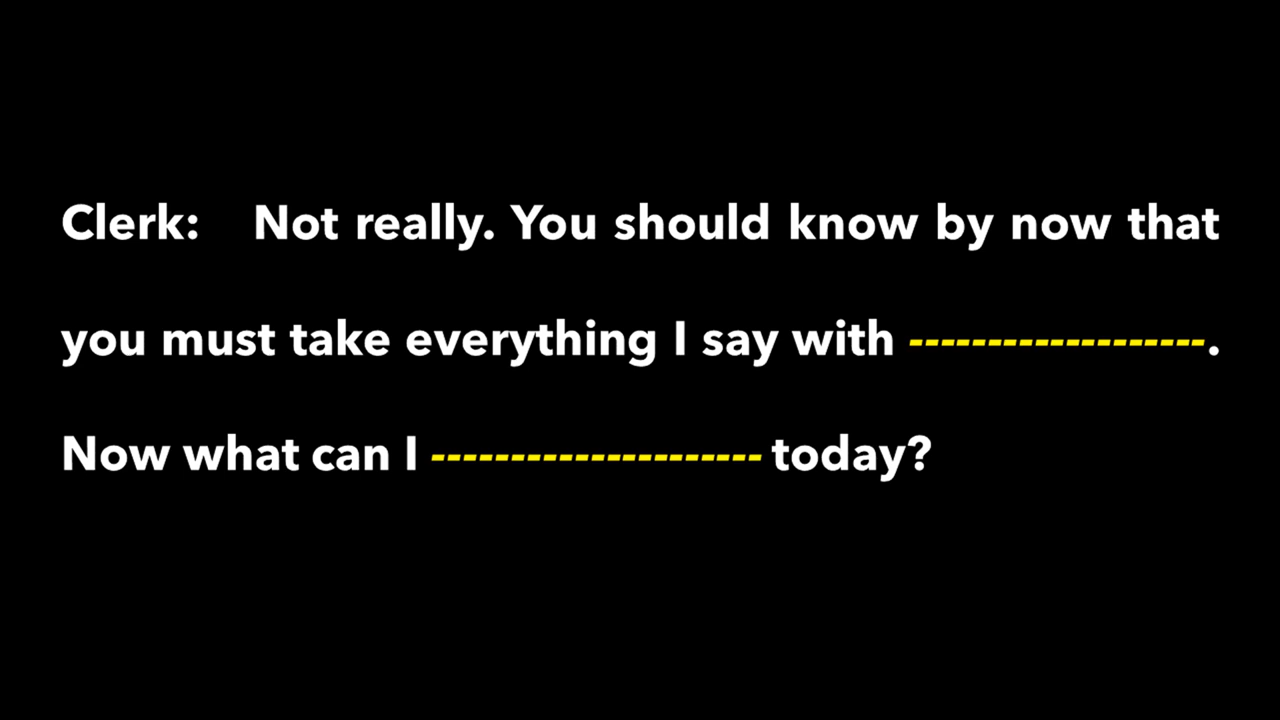 Clerk: Not really. You should know by now that
you must take everything I say with -------------------.
Now what can I --------------------- today?